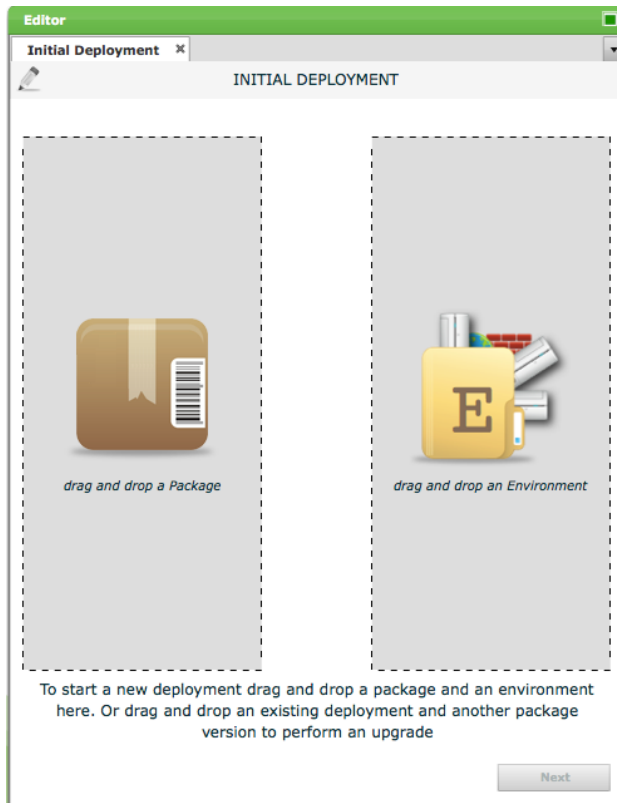 Editor
Initial Deployment
INITIAL DEPLOYMENT
drag and drop a Package
E
drag and drop an Environment
To start a new deployment drag and drop a package and an environment
here. Or drag and drop an existing deployment and another package
version to perform an upgrade
Next